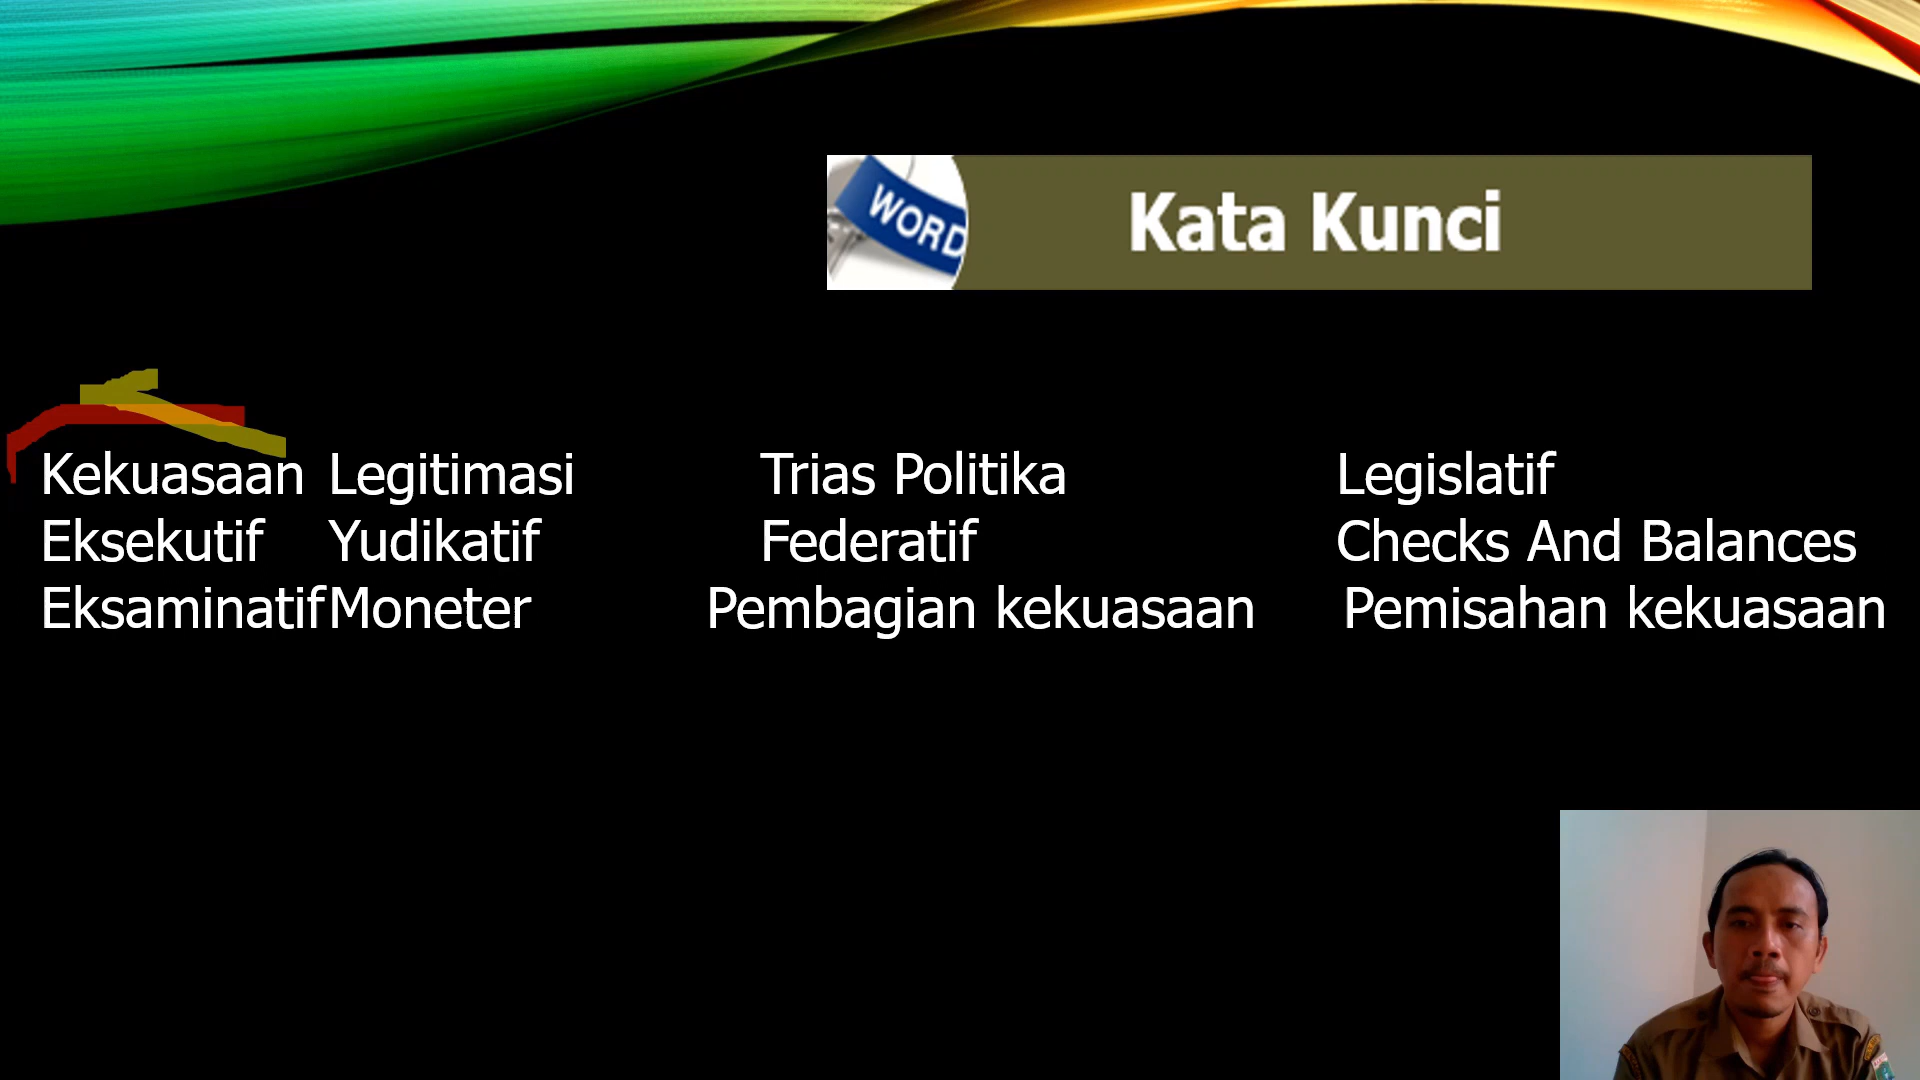 WORD
Kata Kunci
Kekuasaan Legitimasi Trias Politika Legislatif
Eksekutif Yudikatif Federatif Checks And Balances
Eksaminatif Moneter Pembagian kekuasaan Pemisahan kekuasaan